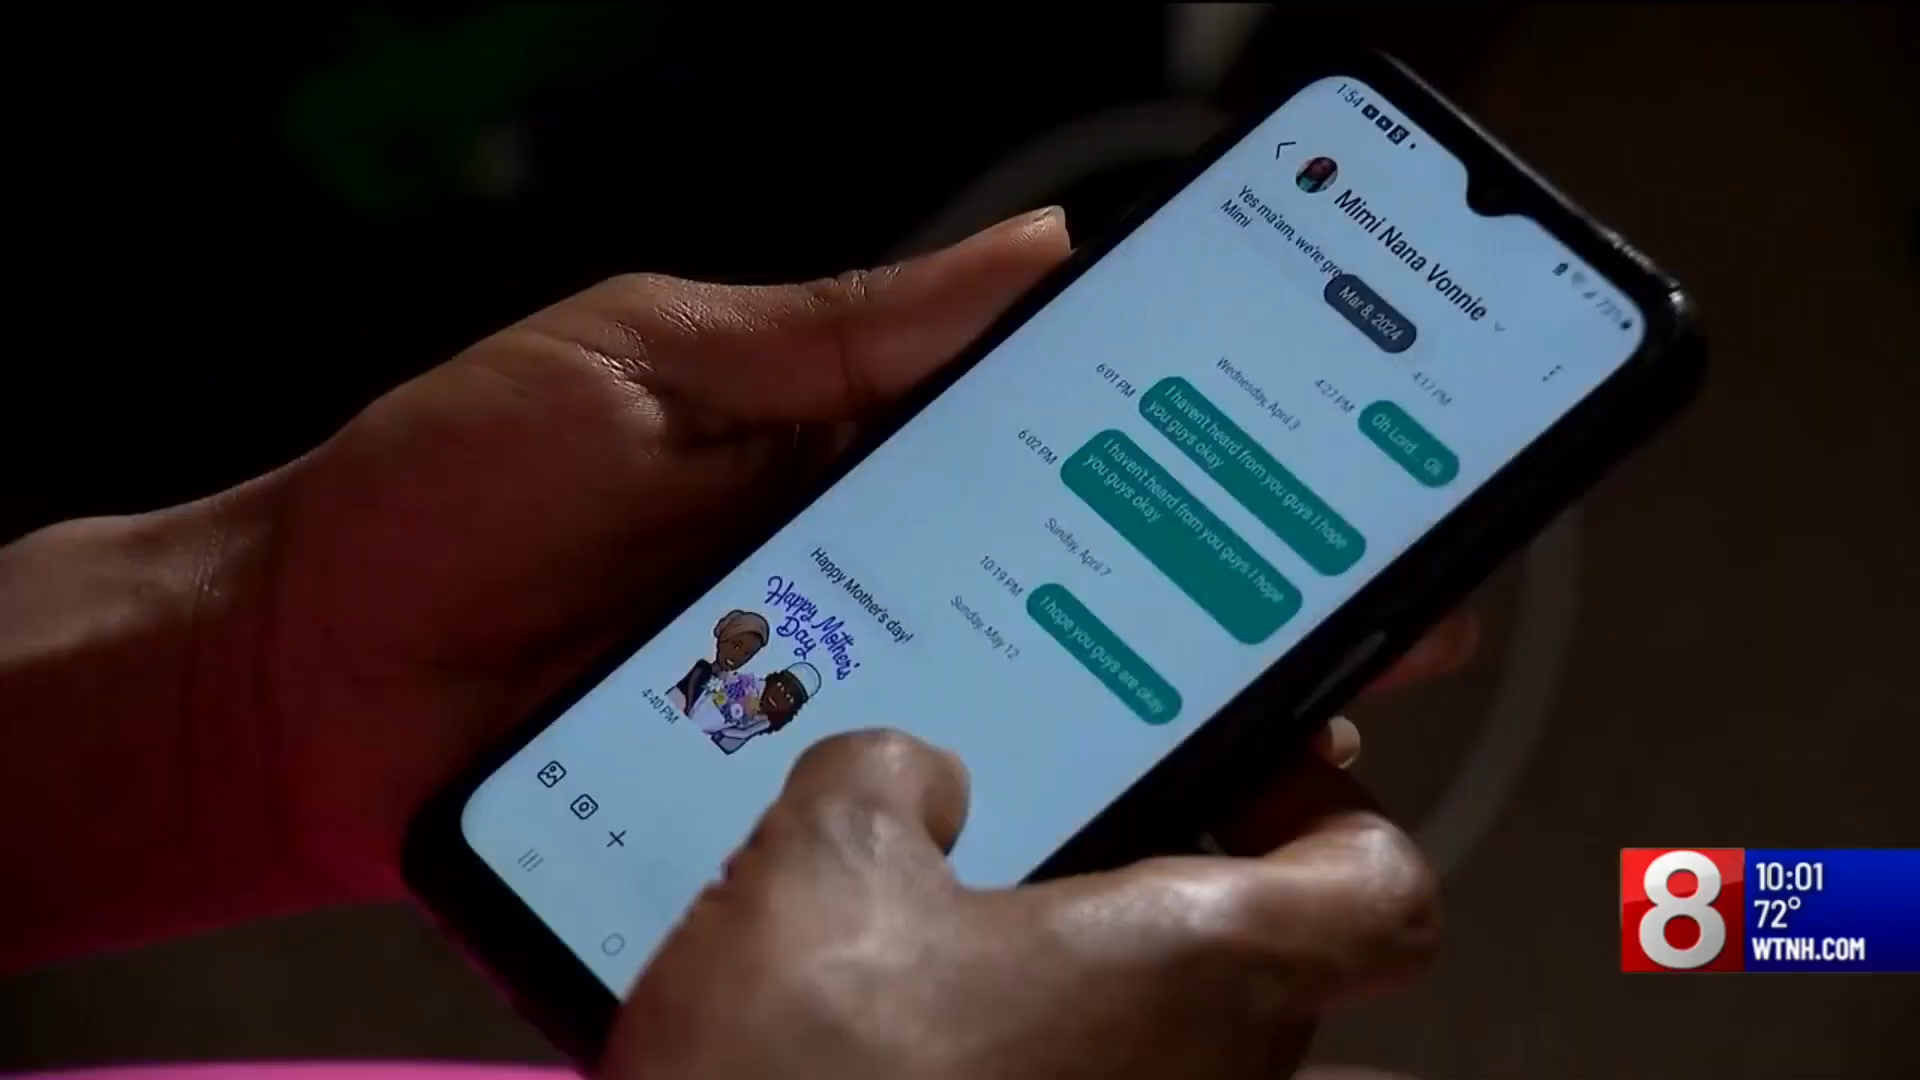 1:54
73%
Mimi Nana Vonnie
Yes ma'am, we're gre
Mimi
Mar 8, 2024
4:17 PM
4:27 PM
Oh Lord... Ok
Wednesday, April 3
6:01 PM
I haven't heard from you guys I hope
you guys okay
6:02 PM
I haven't heard from you guys I hope
you guys okay
Sunday, April 7
10:19 PM
I hope you guys are okay
Sunday, May 12
Happy Mother's day!
Happy Mother's
Day
4:40 PM
8
10:01
72°
WTNH.COM